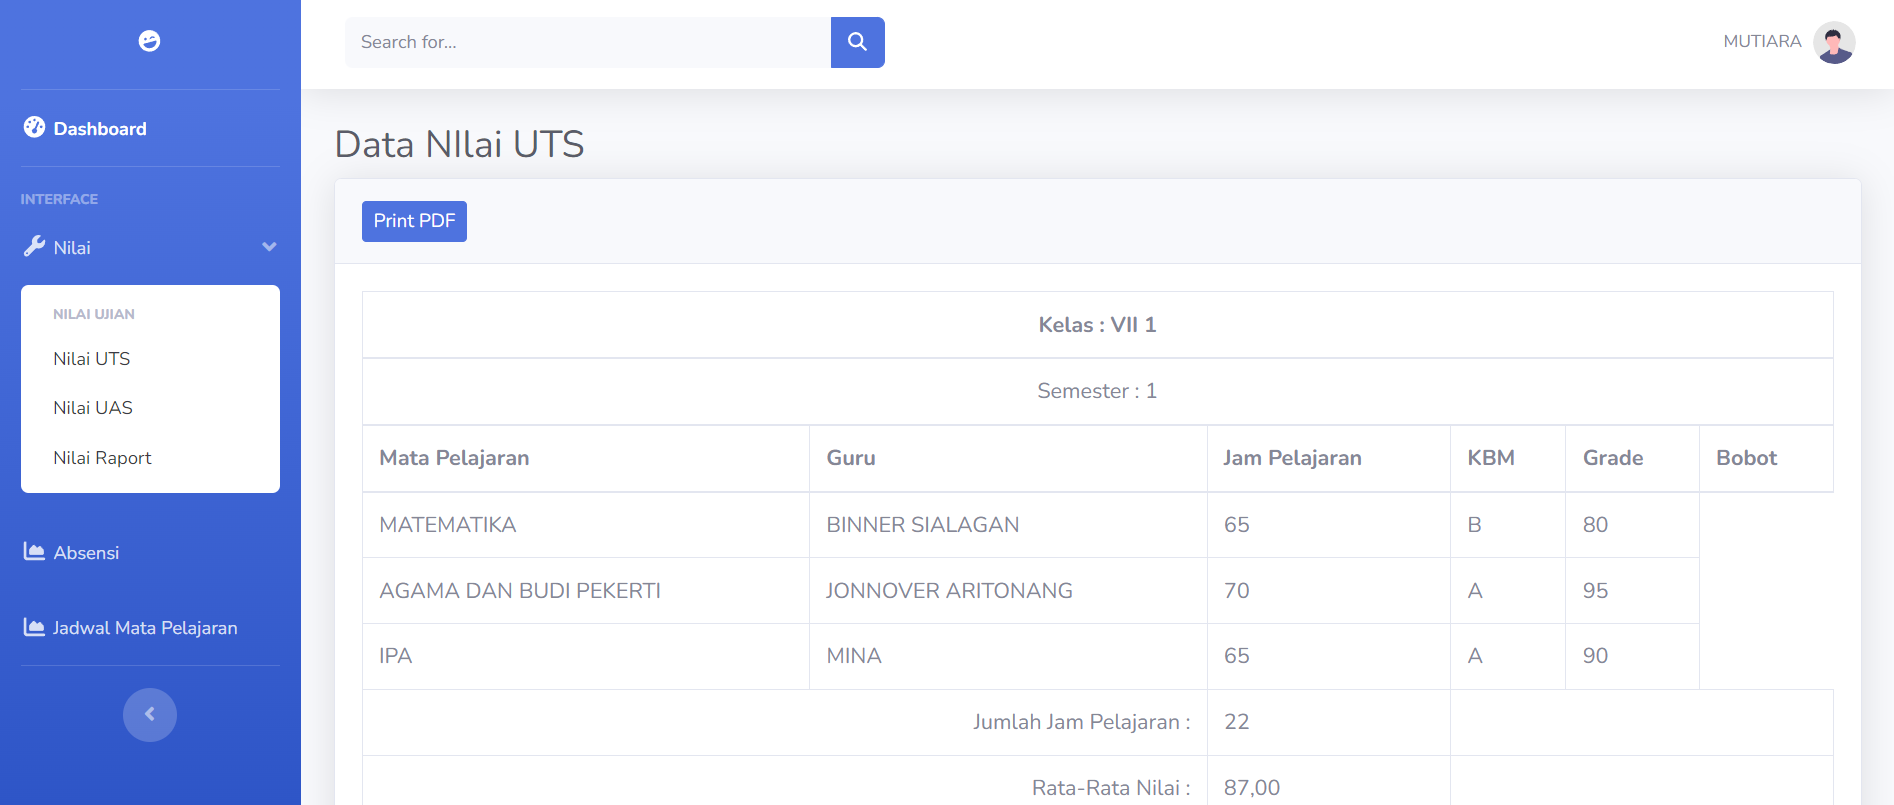 Search for...
MUTIARA
Dashboard
INTERFACE
Nilai
NILAI UJIAN
Nilai UTS
Nilai UAS
Nilai Raport
Absensi
Jadwal Mata Pelajaran
Data NIlai UTS
Print PDF
Kelas : VII 1
Semester : 1
Mata Pelajaran Guru Jam Pelajaran KBM Grade Bobot
MATEMATIKA BINNER SIALAGAN 65 B 80
AGAMA DAN BUDI PEKERTI JONNOVER ARITONANG 70 A 95
IPA MINA 65 A 90
Jumlah Jam Pelajaran : 22
Rata-Rata Nilai : 87,00